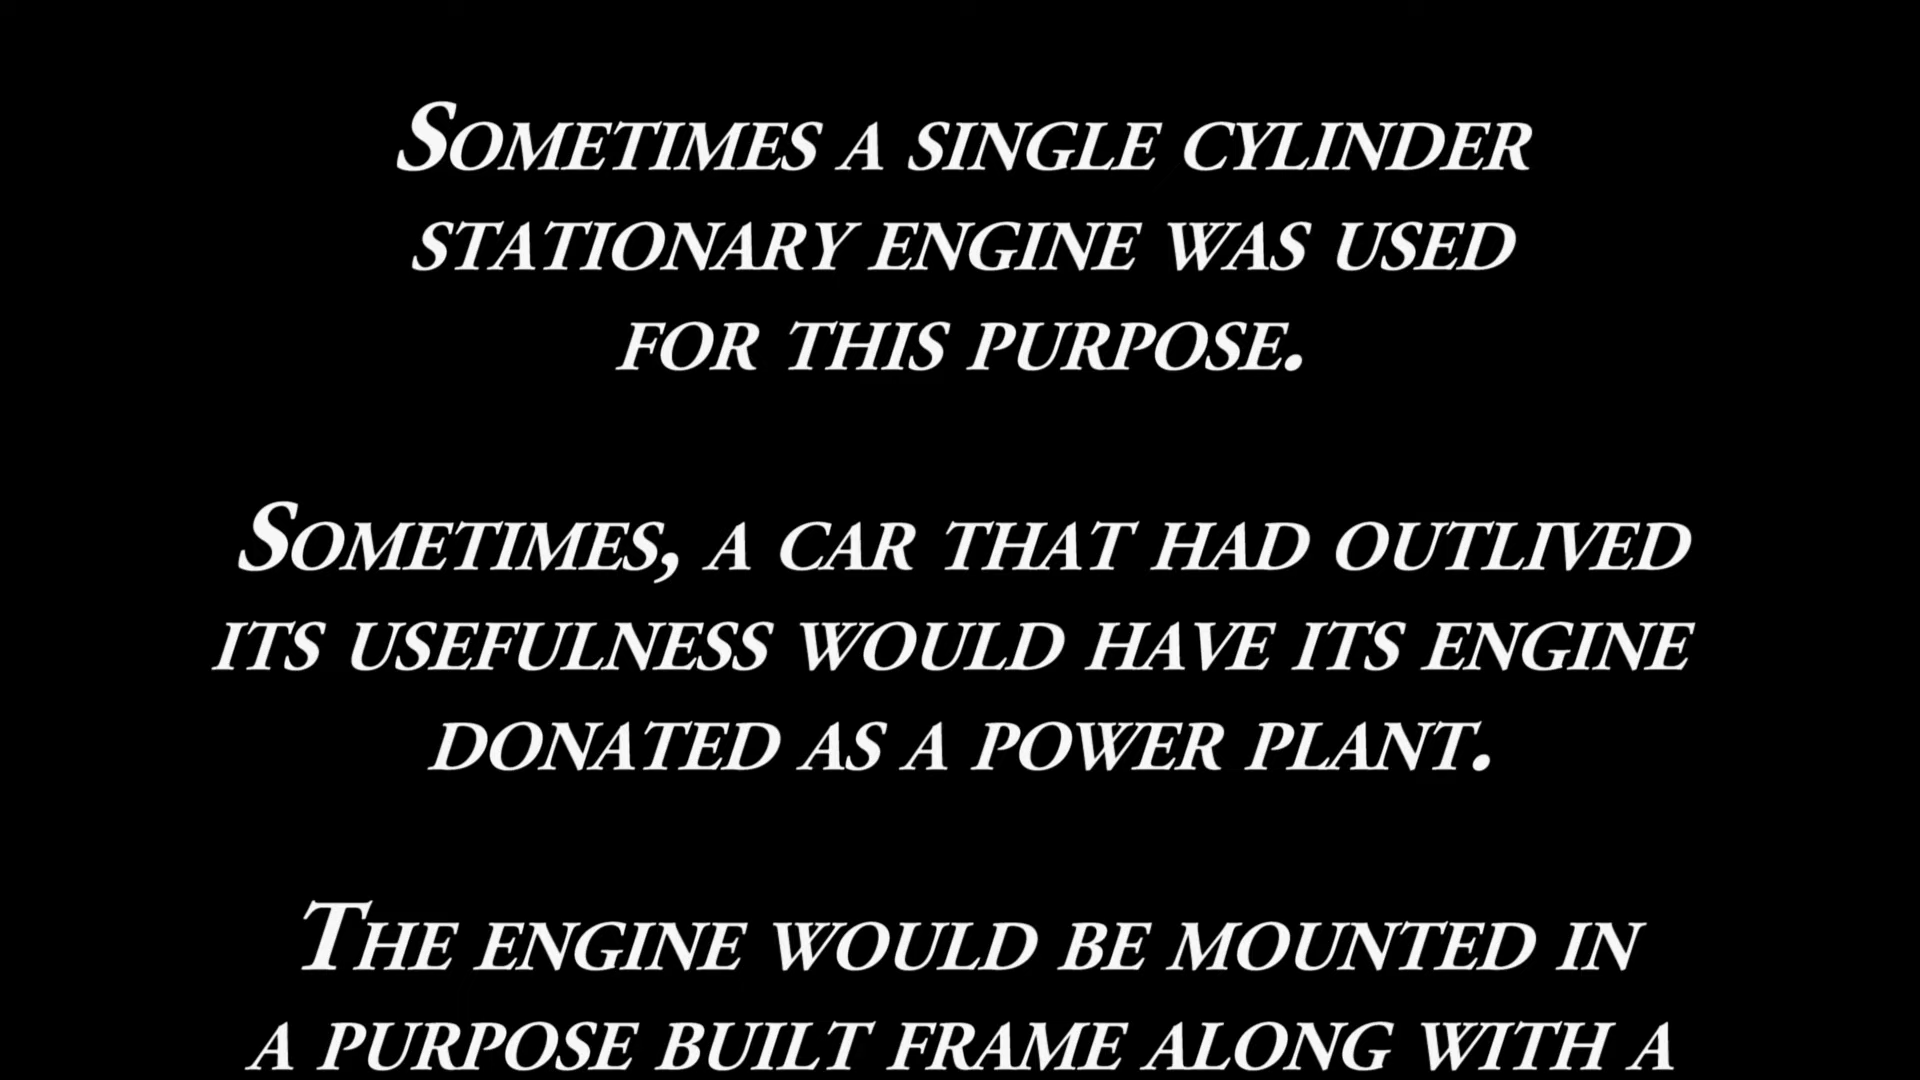 Sometimes a single cylinder
stationary engine was used
for this purpose.
Sometimes, a car that had outlived
its usefulness would have its engine
donated as a power plant.
The engine would be mounted in
a purpose built frame along with a